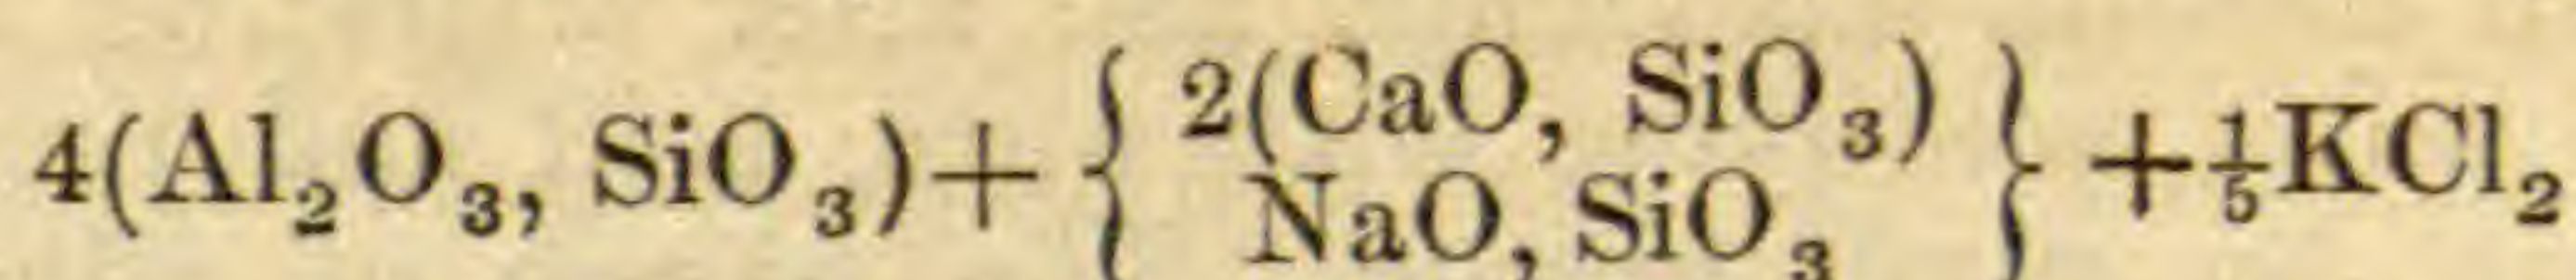 4(Al₂O₃, SiO₃)+{ 2(CaO, SiO₃) } +⅕KCl₂
NaO, SiO₃